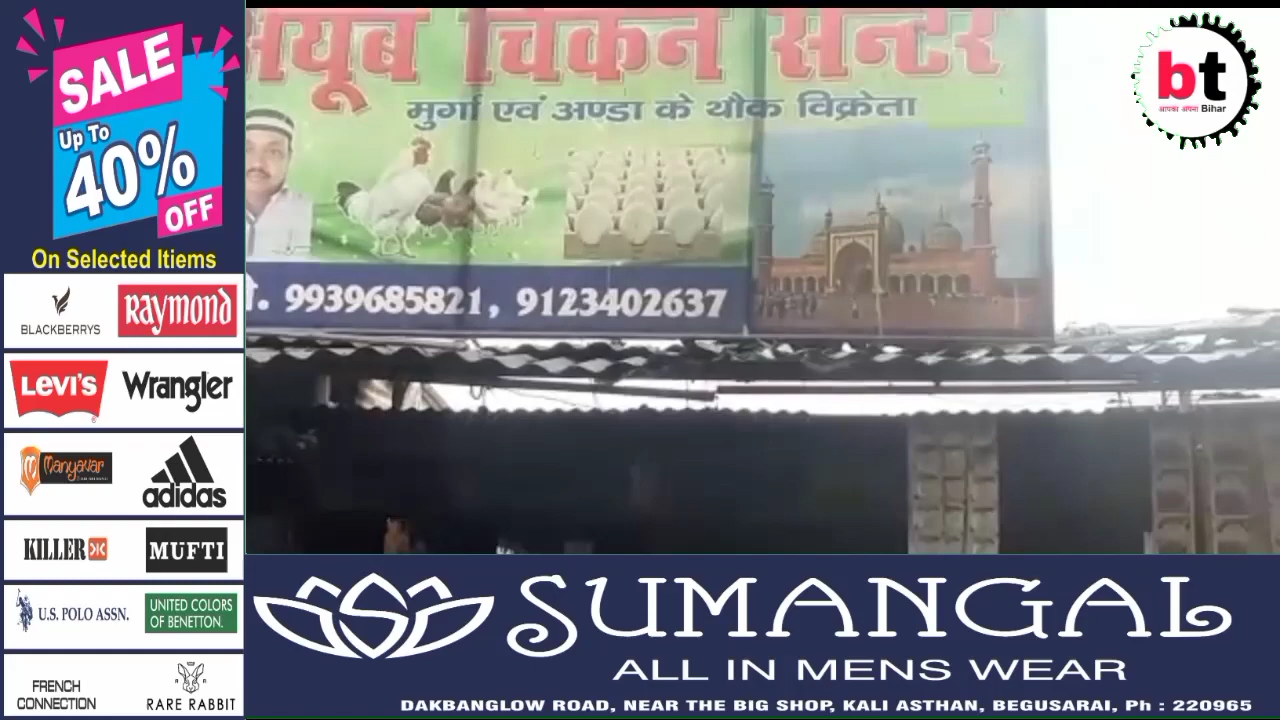 SALE
Up To
40%
OFF
On Selected Itiems
BLACKBERRYS
Raymond
LEVI'S
Wrangler
Manyavar
adidas
KILLER
MUFTI
U.S. POLO ASSN.
UNITED COLORS
OF BENETTON.
FRENCH
CONNECTION
RARE RABBIT
चिकन सेन्टर
मुर्गा एवं अण्डा के थौक विक्रेता
9939685821, 9123402637
bt
आपका अपना Bihar
SUMANGAL
ALL IN MENS WEAR
DAKBANGLOW ROAD, NEAR THE BIG SHOP, KALI ASTHAN, BEGUSARAI, Ph : 220965